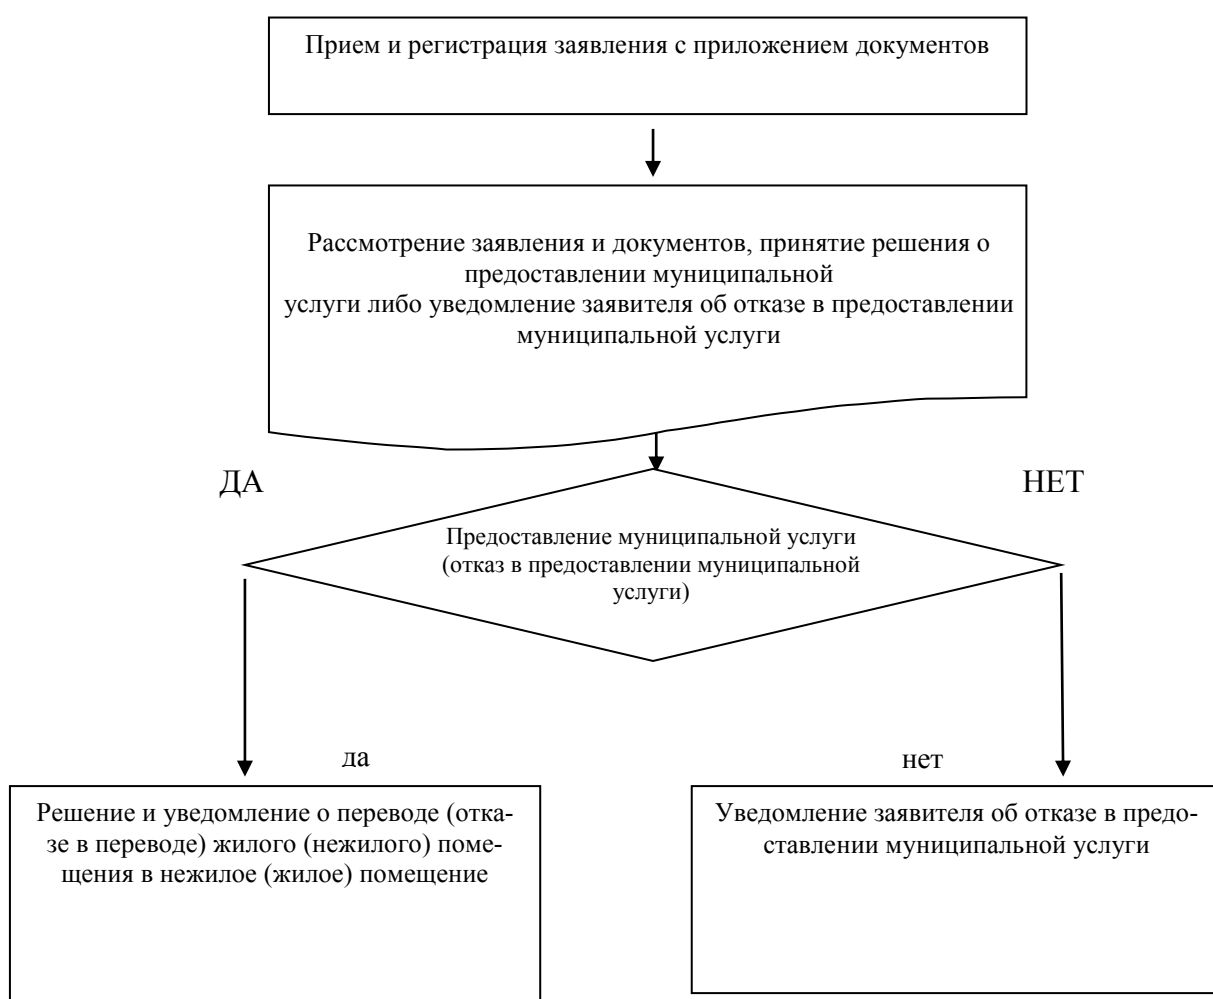 Прием и регистрация заявления с приложением документов
Рассмотрение заявления и документов, принятие решения о
предоставлении муниципальной
услуги либо уведомление заявителя об отказе в предоставлении
муниципальной услуги
ДА
НЕТ
Предоставление муниципальной услуги
(отказ в предоставлении муниципальной
услуги)
да
нет
Решение и уведомление о переводе (отка-
зе в переводе) жилого (нежилого) поме-
щения в нежилое (жилое) помещение
Уведомление заявителя об отказе в предо-
ставлении муниципальной услуги